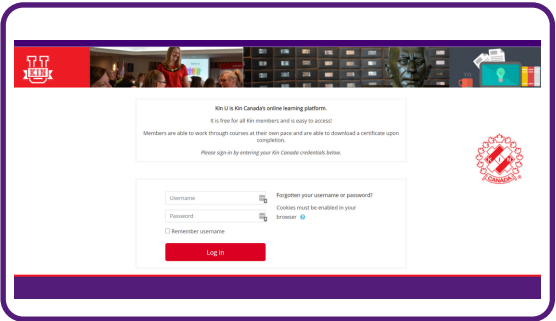 U
KIN
Kin U is Kin Canada's online learning platform.
It is free for all Kin members and is easy to access!
Members are able to work through courses at their own pace and are able to download a certificate upon
completion.
Please sign-in by entering your Kin Canada credentials below.
Username
Password
Remember username
Log in
Forgotten your username or password?
Cookies must be enabled in your
browser
KIN
CANADA